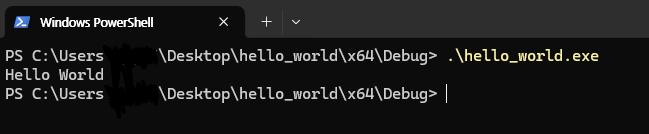 Windows PowerShell
PS C:\Users \Desktop\hello_world\x64\Debug> .\hello_world.exe
Hello World
PS C:\Users \Desktop\hello_world\x64\Debug>